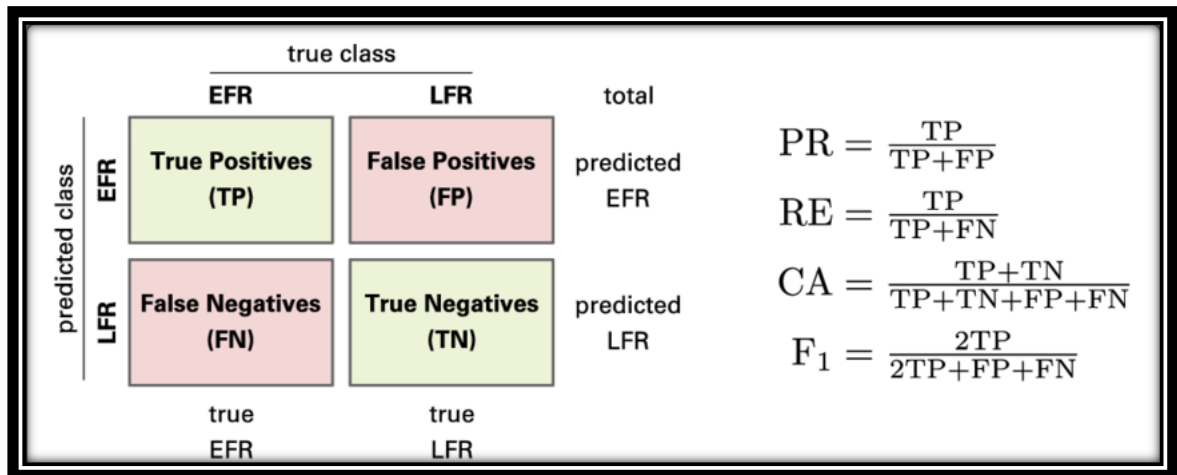 true class
EFR LFR total
predicted class
EFR
True Positives
(TP)
False Positives
(FP)
predicted
EFR
LFR
False Negatives
(FN)
True Negatives
(TN)
predicted
LFR
true
EFR
true
LFR
PR = TP / TP+FP
RE = TP / TP+FN
CA = TP+TN / TP+TN+FP+FN
F₁ = 2TP / 2TP+FP+FN